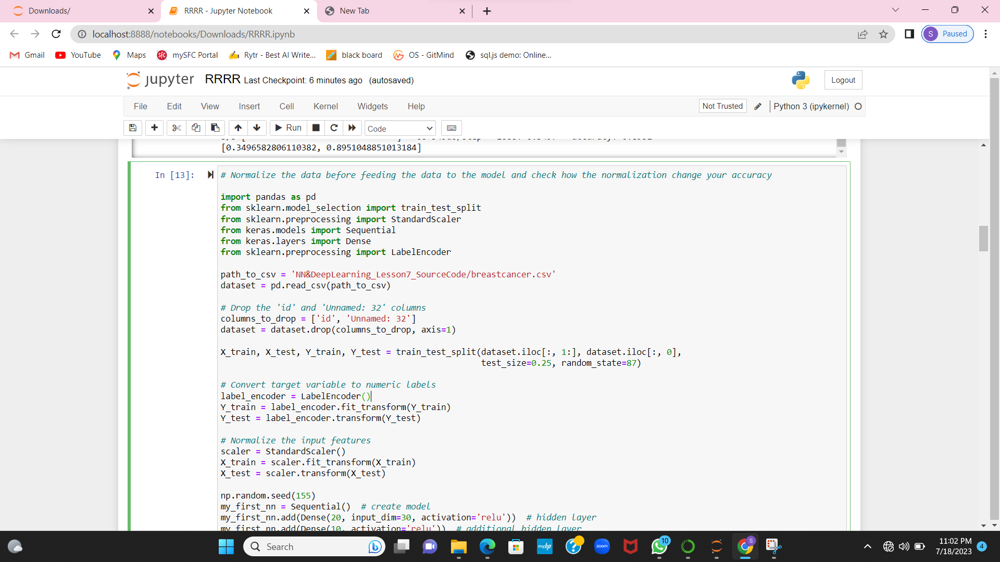 Downloads/
RRRR - Jupyter Notebook
New Tab
localhost:8888/notebooks/Downloads/RRRR.ipynb
S Paused
Gmail YouTube Maps mySFC Portal Rytr - Best AI Write... black board OS - GitMind sql.js demo: Online...
jupyter RRRR Last Checkpoint: 6 minutes ago (autosaved)
Logout
File Edit View Insert Cell Kernel Widgets Help
Not Trusted Python 3 (ipykernel)
Run Code
[0.3496582806110382, 0.8951048851013184]
In [13]:
# Normalize the data before feeding the data to the model and check how the normalization change your accuracy
import pandas as pd
from sklearn.model_selection import train_test_split
from sklearn.preprocessing import StandardScaler
from keras.models import Sequential
from keras.layers import Dense
from sklearn.preprocessing import LabelEncoder
path_to_csv = 'NN&DeepLearning_Lesson7_SourceCode/breastcancer.csv'
dataset = pd.read_csv(path_to_csv)
# Drop the 'id' and 'Unnamed: 32' columns
columns_to_drop = ['id', 'Unnamed: 32']
dataset = dataset.drop(columns_to_drop, axis=1)
X_train, X_test, Y_train, Y_test = train_test_split(dataset.iloc[:, 1:], dataset.iloc[:, 0],
test_size=0.25, random_state=87)
# Convert target variable to numeric labels
label_encoder = LabelEncoder()
Y_train = label_encoder.fit_transform(Y_train)
Y_test = label_encoder.transform(Y_test)
# Normalize the input features
scaler = StandardScaler()
X_train = scaler.fit_transform(X_train)
X_test = scaler.transform(X_test)
np.random.seed(155)
my_first_nn = Sequential()  # create model
my_first_nn.add(Dense(20, input_dim=30, activation='relu'))  # hidden layer
my_first_nn.add(Dense(10, activation='relu'))  # additional hidden layer
Search
myhp
zoom
10
S
11:02 PM
7/18/2023
4